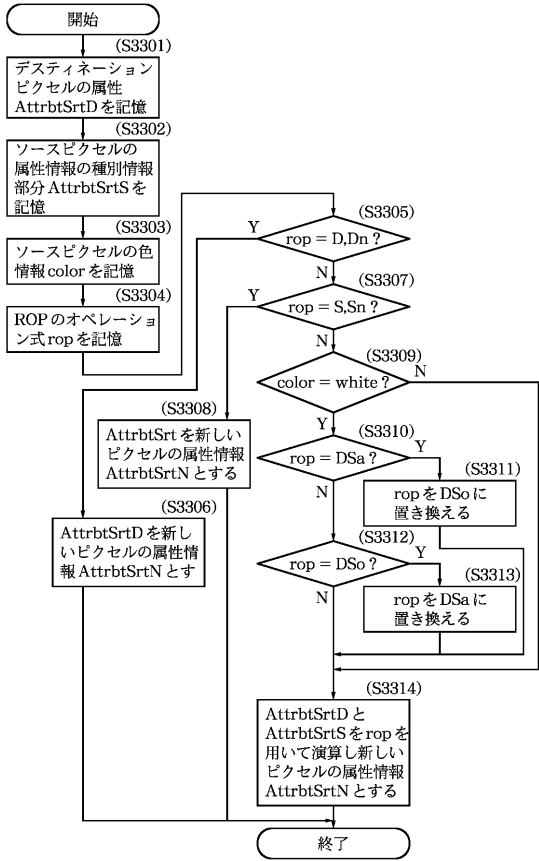 開始
(S3301)
デスティネーション
ピクセルの属性
AttrbtSrtDを記憶
(S3302)
ソースピクセルの
属性情報の種別情報
部分AttrbtSrtSを
記憶
(S3303)
ソースピクセルの色
情報colorを記憶
(S3304)
ROPのオペレーション
式ropを記憶
(S3305)
rop = D,Dn ?
Y
N
(S3307)
rop = S,Sn ?
Y
N
(S3309)
color = white ?
N
Y
(S3308)
AttrbtSrtを新しい
ピクセルの属性情報
AttrbtSrtNとする
(S3310)
rop = DSa ?
Y
N
(S3311)
ropをDSoに
置き換える
(S3306)
AttrbtSrtDを新し
いピクセルの属性情
報AttrbtSrtNとす
(S3312)
rop = DSo ?
Y
N
(S3313)
ropをDSaに
置き換える
(S3314)
AttrbtSrtDと
AttrbtSrtSをropを
用いて演算し新しい
ピクセルの属性情報
AttrbtSrtNとする
終了